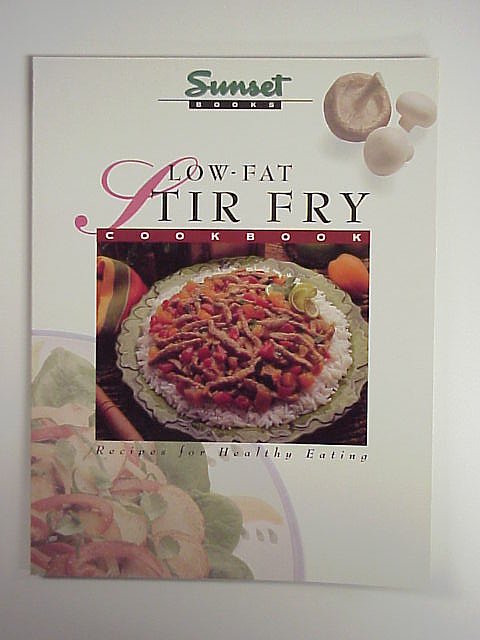 Sunset
BOOKS
LOW-FAT
STIR FRY
COOKBOOK
Recipes for Healthy Eating